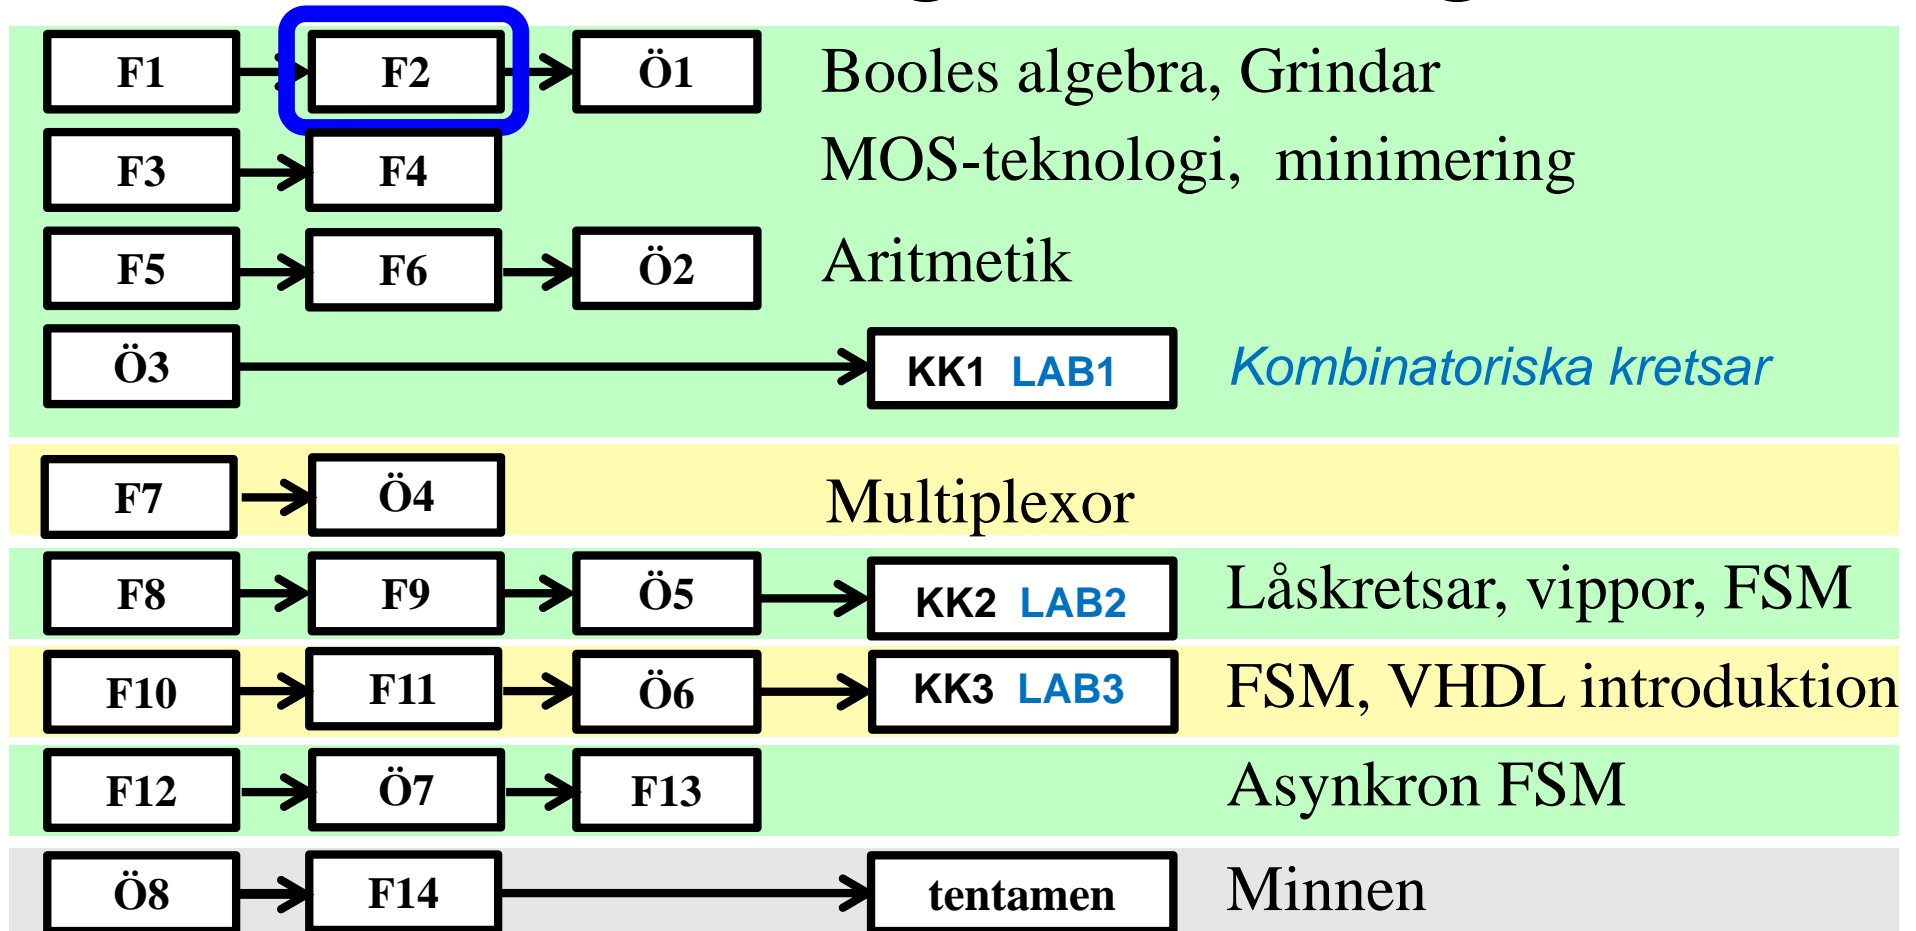 F1 F2 Ö1 Booles algebra, Grindar
F3 F4 MOS-teknologi, minimering
F5 F6 Ö2 Aritmetik
Ö3 KK1 LAB1 Kombinatoriska kretsar
F7 Ö4 Multiplexor
F8 F9 Ö5 KK2 LAB2 Låskretsar, vippor, FSM
F10 F11 Ö6 KK3 LAB3 FSM, VHDL introduktion
F12 Ö7 F13 Asynkron FSM
Ö8 F14 tentamen Minnen